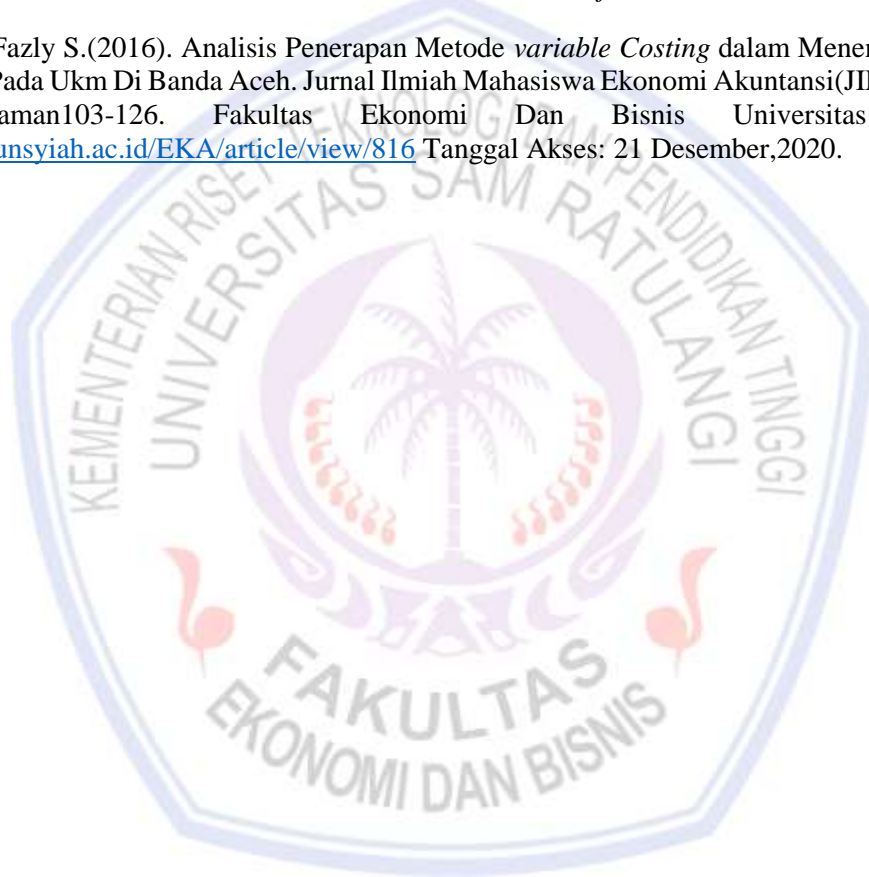 Fazly S.(2016). Analisis Penerapan Metode variable Costing dalam Mener
Pada Ukm Di Banda Aceh. Jurnal Ilmiah Mahasiswa Ekonomi Akuntansi(JI
aman103-126. Fakultas Ekonomi Dan Bisnis Universitas
unsyiah.ac.id/EKA/article/view/816 Tanggal Akses: 21 Desember,2020.
KEMENTERIAN RISET TEKNOLOGI DAN PENDIDIKAN TINGGI
UNIVERSITAS SAM RATULANGI
FAKULTAS
EKONOMI DAN BISNIS